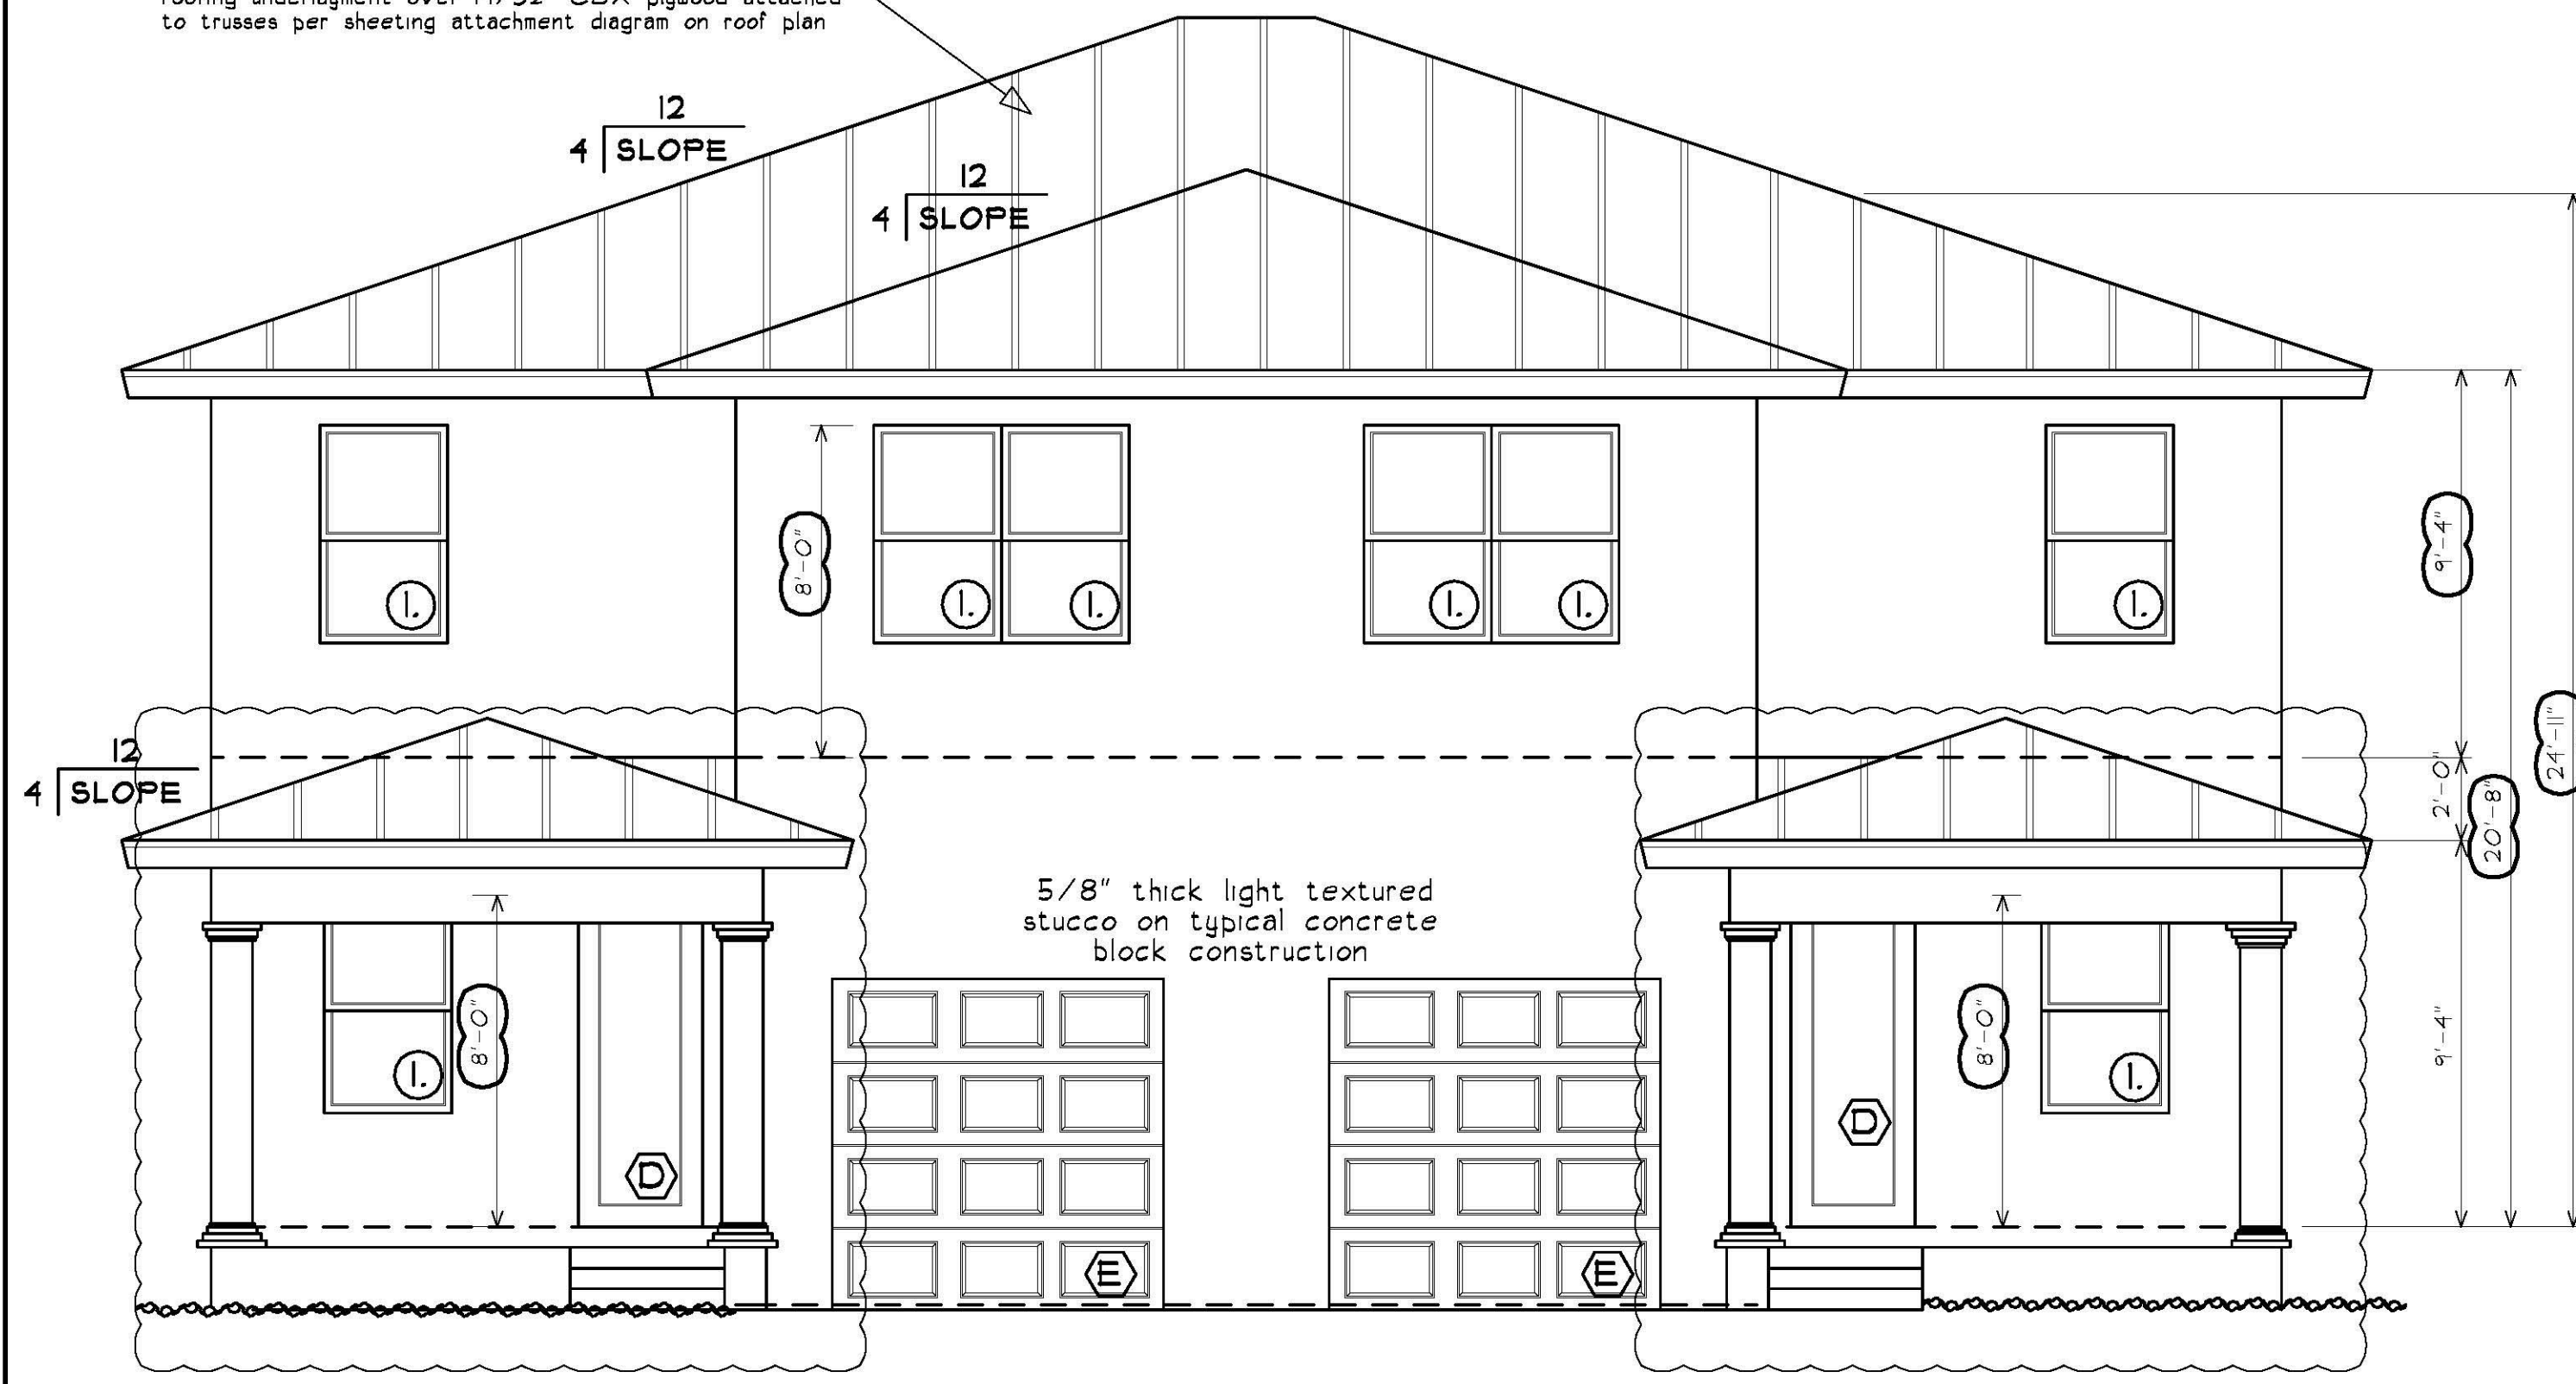 to trusses per sheeting attachment diagram on roof plan
12
4 SLOPE
12
4 SLOPE
8'-0"
9'-4"
1.
1.
1.
1.
1.
1.
24'-11"
12
4 SLOPE
2'-0"
20'-8"
5/8" thick light textured
stucco on typical concrete
block construction
8'-0"
8'-0"
9'-4"
1.
1.
D
D
E
E